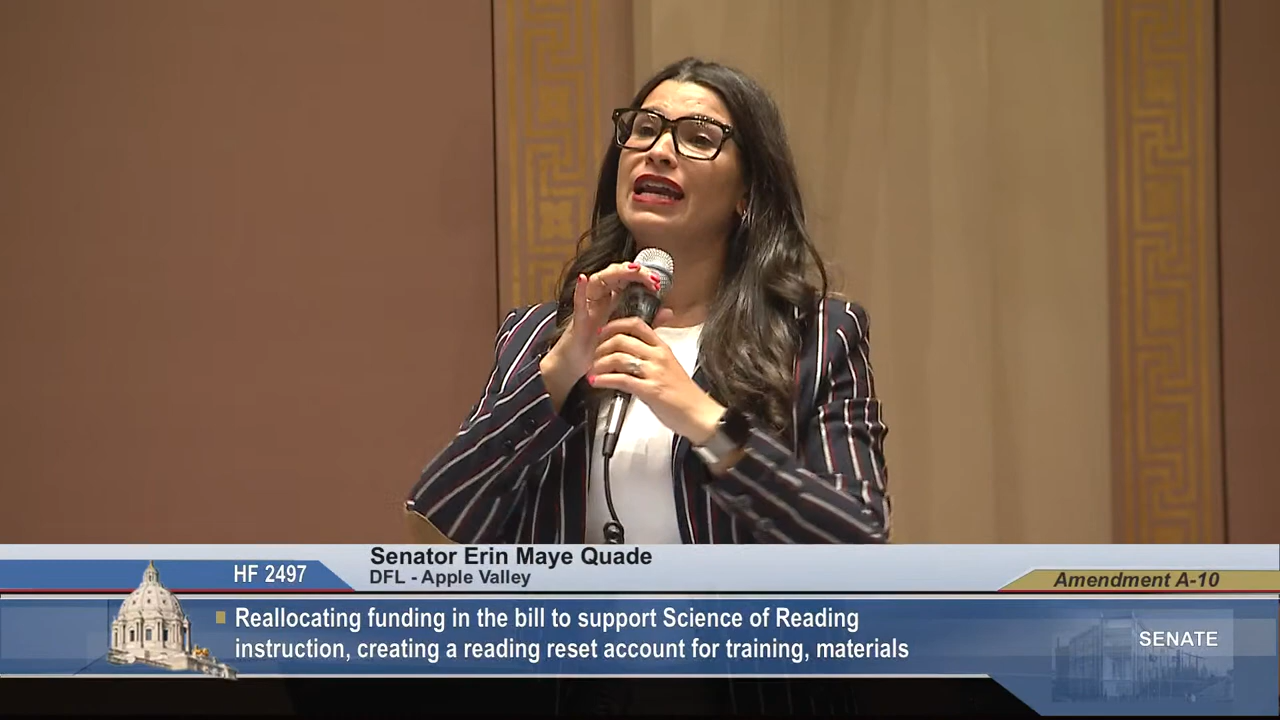 Senator Erin Maye Quade
HF 2497
DFL - Apple Valley
Amendment A-10
Reallocating funding in the bill to support Science of Reading
instruction, creating a reading reset account for training, materials
SENATE